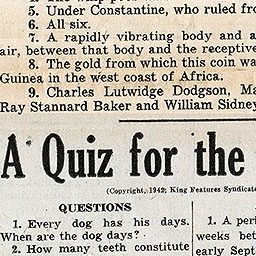 5. Under Constantine, who ruled fro
6. All six.
7. A rapidly vibrating body and a
air, between that body and the receptive
8. The gold from which this coin wa
Guinea in the west coast of Africa.
9. Charles Lutwidge Dodgson, Ma
Ray Stannard Baker and William Sidney
A Quiz for the
(Copyright, 1942, King Features Syndicate
QUESTIONS
1. Every dog has his days.
When are the dog days?
2. How many teeth constitute
1. A peri
weeks betw
early Sept